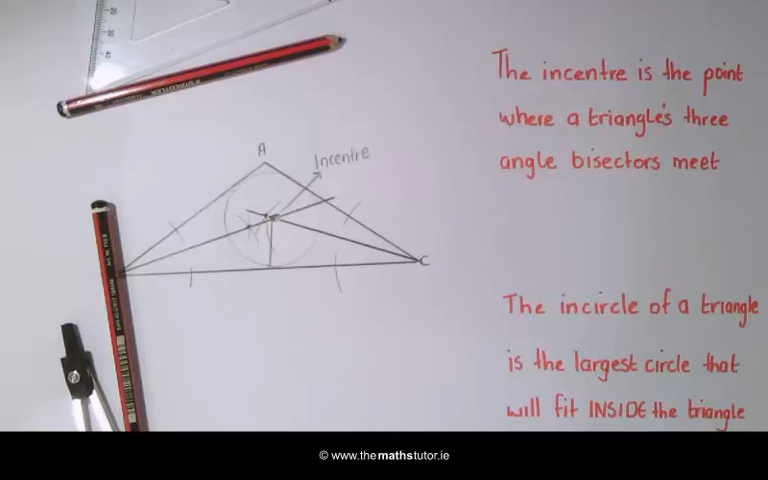 STAEDTLER
A
Incentre
C
The incentre is the point
where a triangle's three
angle bisectors meet
The incircle of a triangle
is the largest circle that
will fit INSIDE the triangle
© www.themathstutor.ie